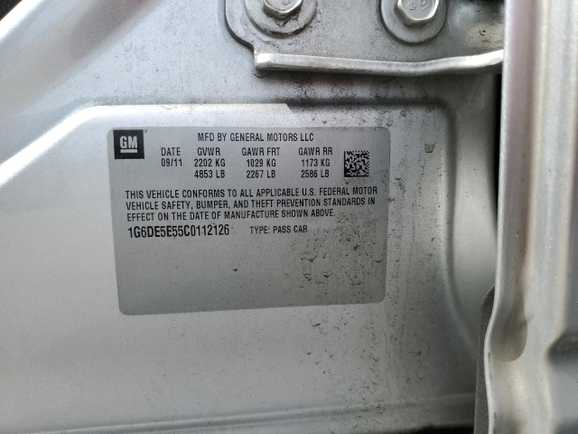 GM
MFD BY GENERAL MOTORS LLC
DATE GVWR GAWR FRT GAWR RR
09/11 2202 KG 1029 KG 1173 KG
4853 LB 2267 LB 2586 LB
THIS VEHICLE CONFORMS TO ALL APPLICABLE U.S. FEDERAL MOTOR
VEHICLE SAFETY, BUMPER, AND THEFT PREVENTION STANDARDS IN
EFFECT ON THE DATE OF MANUFACTURE SHOWN ABOVE.
1G6DE5E55C0112126 TYPE: PASS CAR